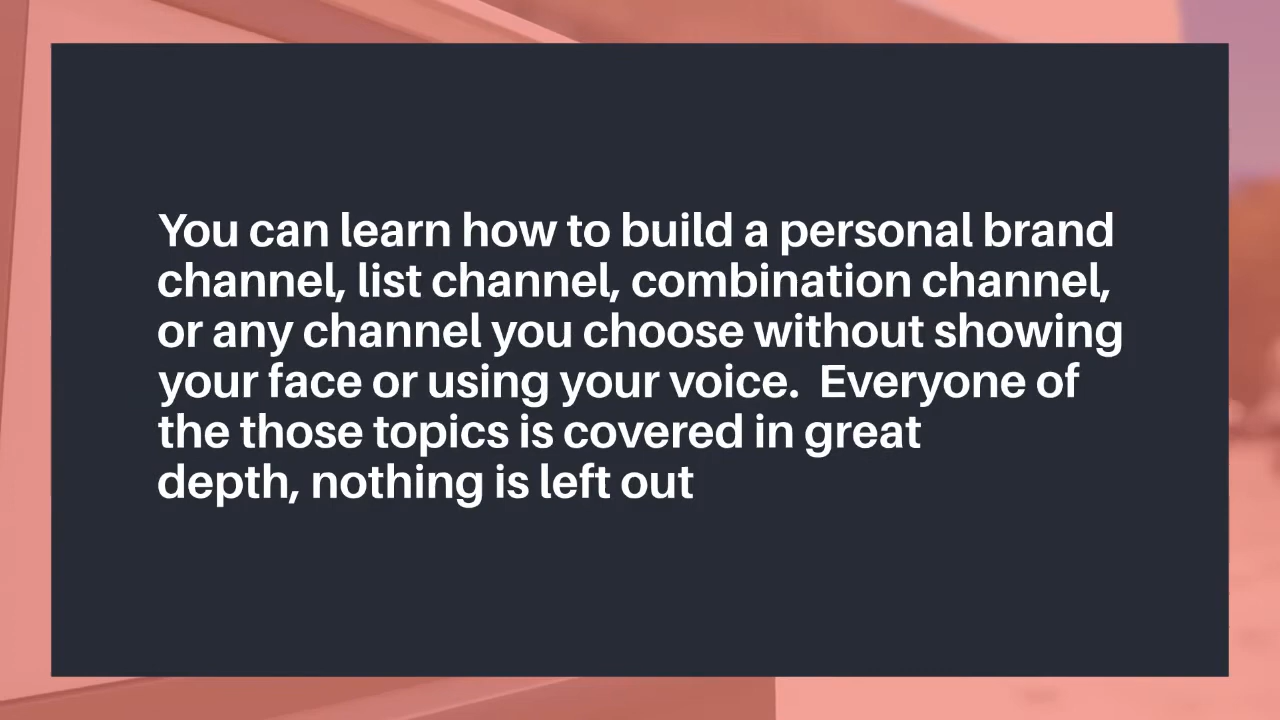 You can learn how to build a personal brand
channel, list channel, combination channel,
or any channel you choose without showing
your face or using your voice.  Everyone of
the those topics is covered in great
depth, nothing is left out